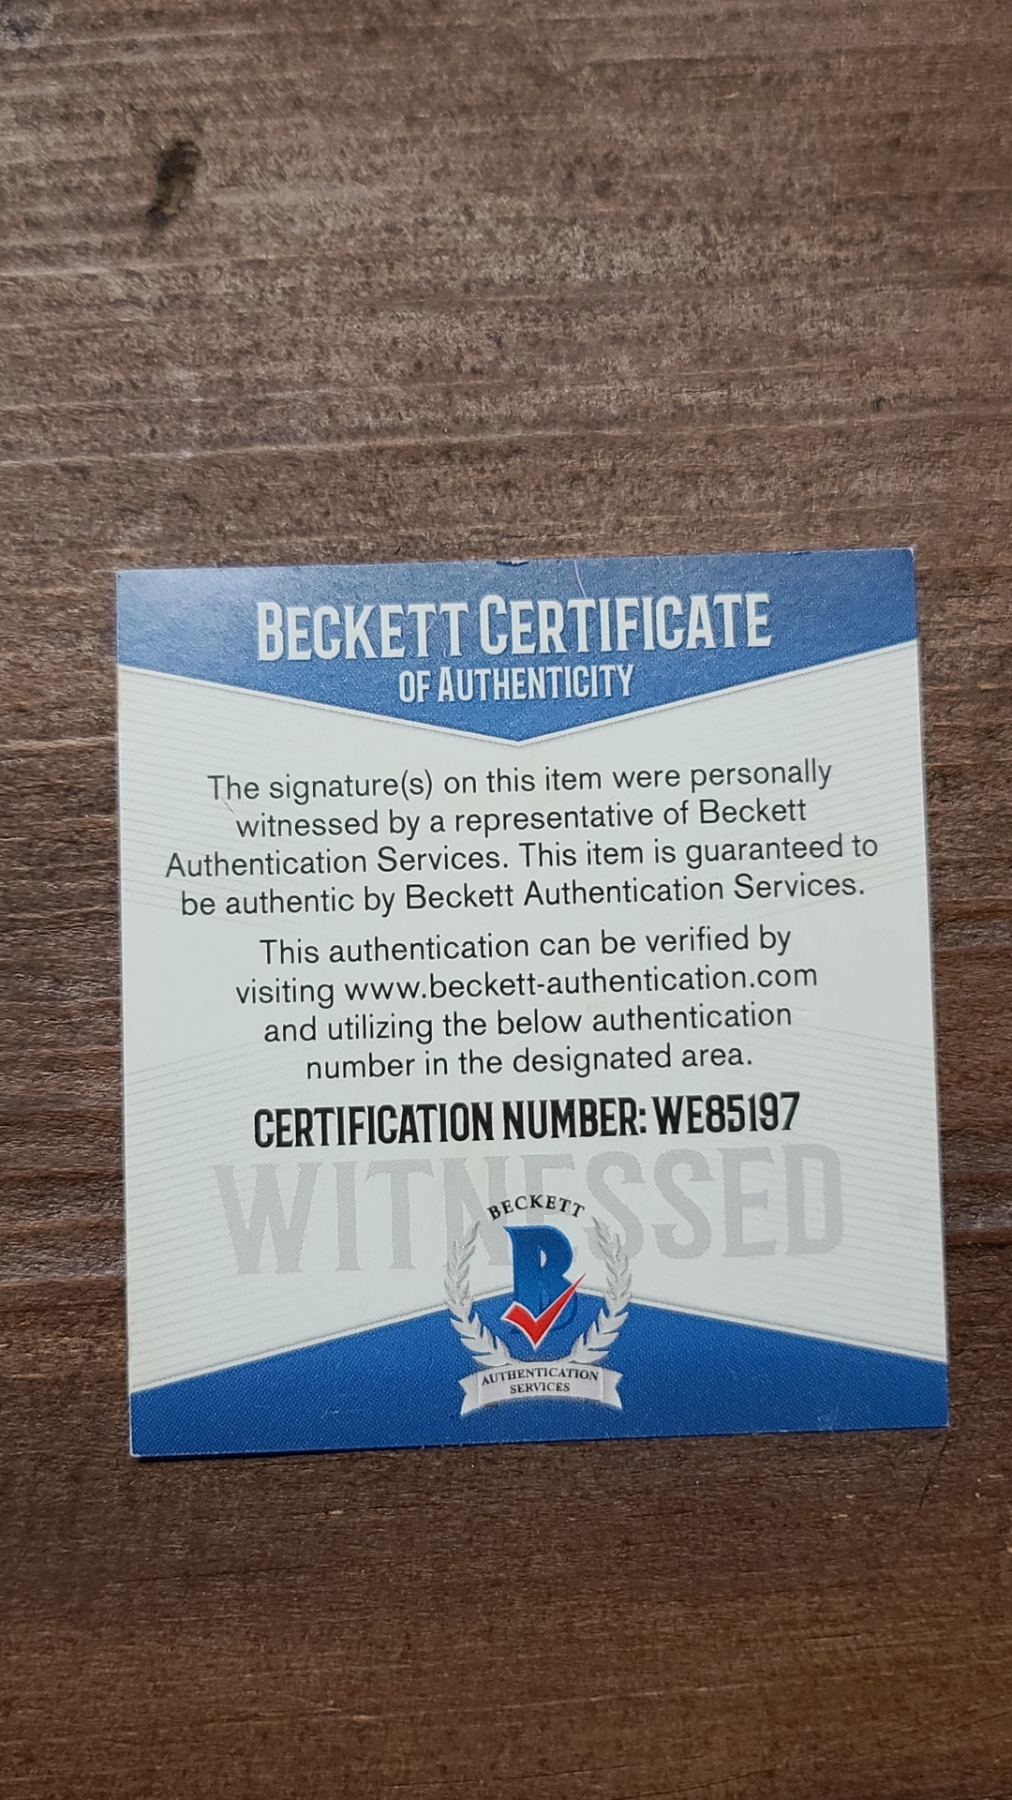 BECKETT CERTIFICATE
OF AUTHENTICITY
The signature(s) on this item were personally
witnessed by a representative of Beckett
Authentication Services. This item is guaranteed to
be authentic by Beckett Authentication Services.
This authentication can be verified by
visiting www.beckett-authentication.com
and utilizing the below authentication
number in the designated area.
CERTIFICATION NUMBER: WE85197
WITNESSED
BECKETT
B
AUTHENTICATION
SERVICES